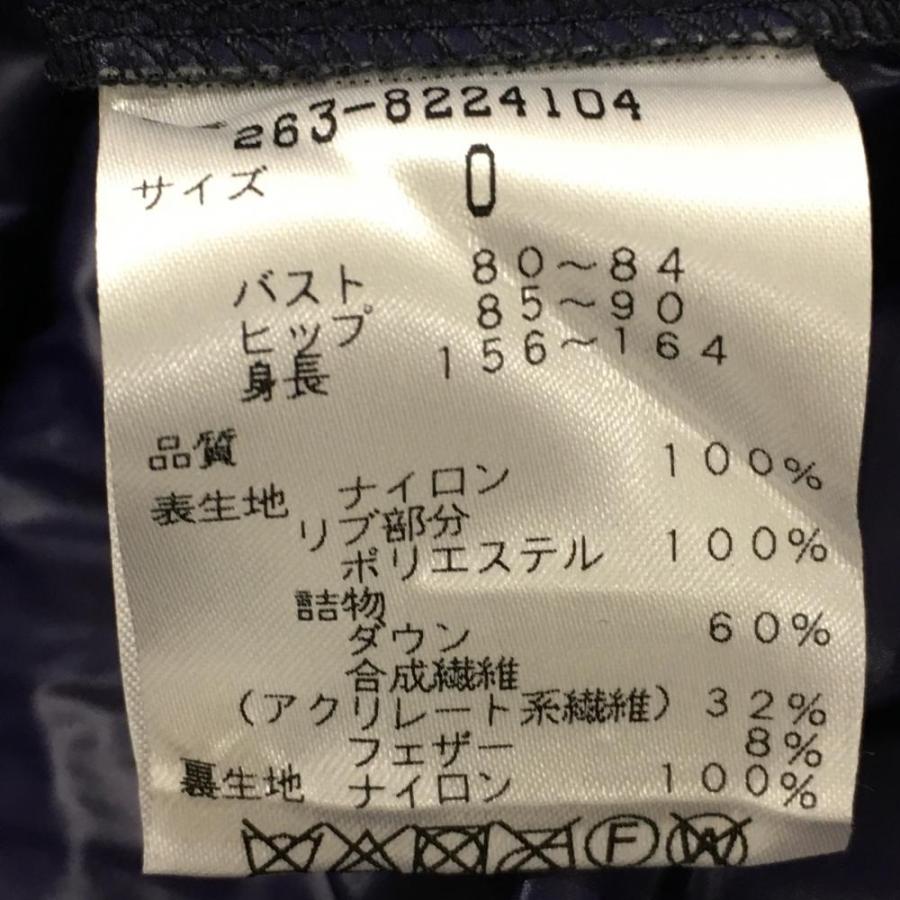 263-8224104
サイズ 0
バスト 80～84
ヒップ 85～90
身長 156～164
品質
表生地 ナイロン 100%
リブ部分
ポリエステル 100%
詰物
ダウン 60%
合成繊維
(アクリレート系繊維) 32%
フェザー 8%
裏生地 ナイロン 100%
F W